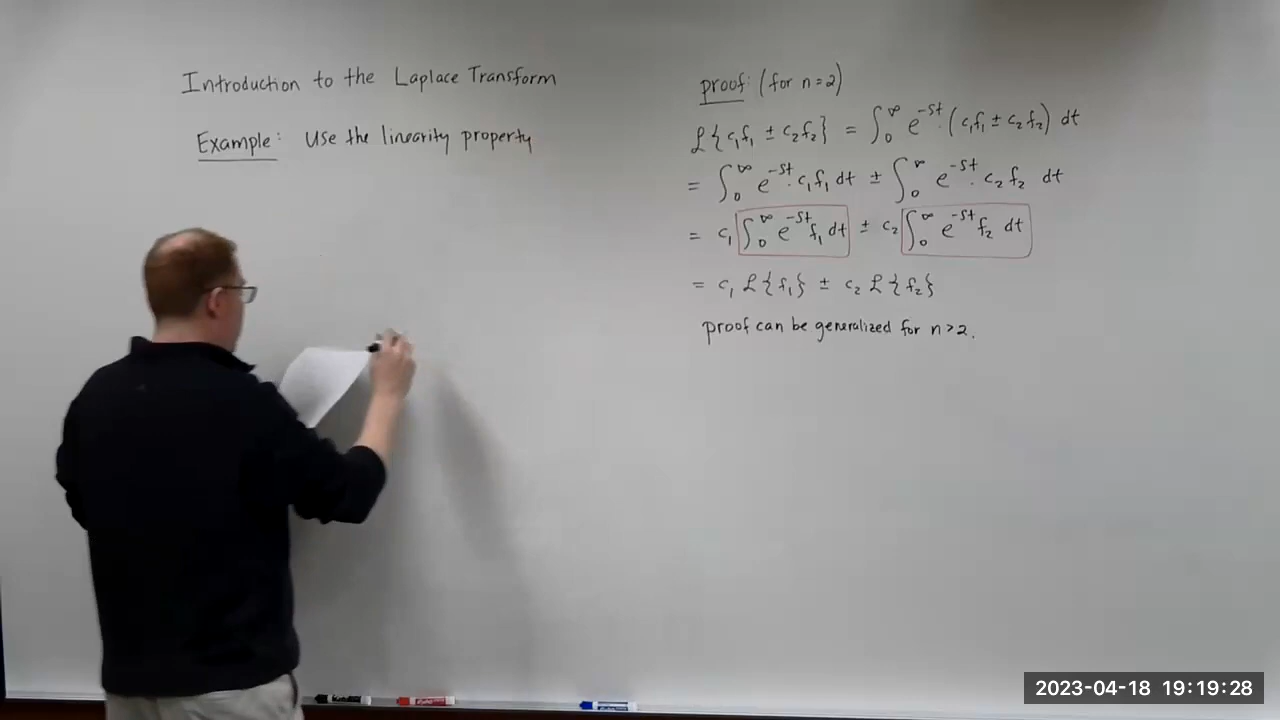 Introduction to the Laplace Transform
Example: Use the linearity property
proof: (for n=2)
ℒ{c₁f₁ ± c₂f₂} = ∫₀^∞ e^{-st}·(c₁f₁ ± c₂f₂) dt
= ∫₀^∞ e^{-st}·c₁f₁ dt ± ∫₀^∞ e^{-st}·c₂f₂ dt
= c₁ ∫₀^∞ e^{-st} f₁ dt ± c₂ ∫₀^∞ e^{-st} f₂ dt
= c₁ ℒ{f₁} ± c₂ ℒ{f₂}
proof can be generalized for n>2.
2023-04-18 19:19:28